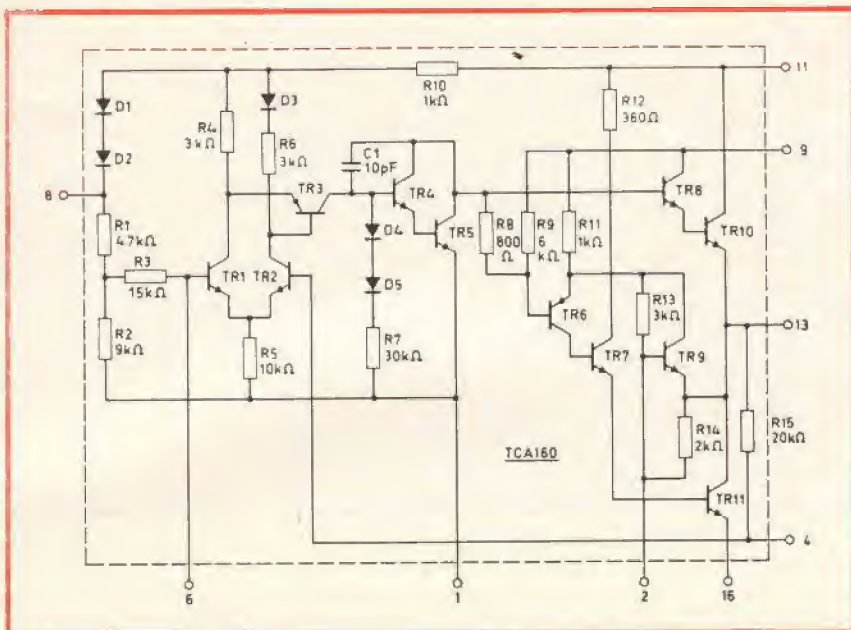 11
R10
1kΩ
D1
D3
R12
360Ω
R4
3kΩ
D2
R6
3kΩ
C1
10pF
9
8
TR3
TR4
TR8
R1
4.7kΩ
TR5
R8
800
Ω
R9
6
kΩ
R11
1kΩ
TR10
D4
R3
15kΩ
TR1
TR2
D5
TR6
R13
3kΩ
13
R2
9kΩ
R5
10kΩ
R7
30kΩ
TR7
TR9
R14
2kΩ
R15
20kΩ
TCA160
TR11
4
6
1
2
16